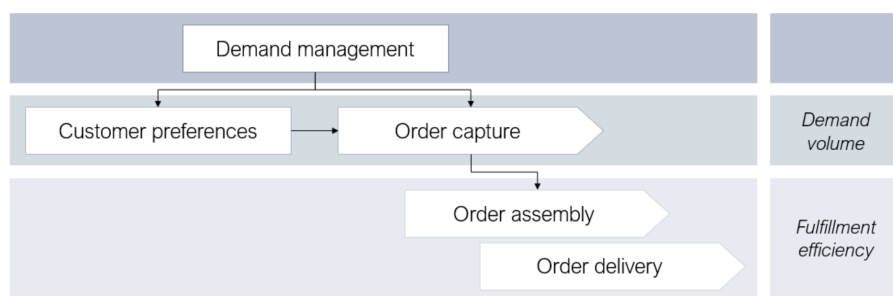 Demand management
Customer preferences
Order capture
Demand
volume
Order assembly
Order delivery
Fulfillment
efficiency